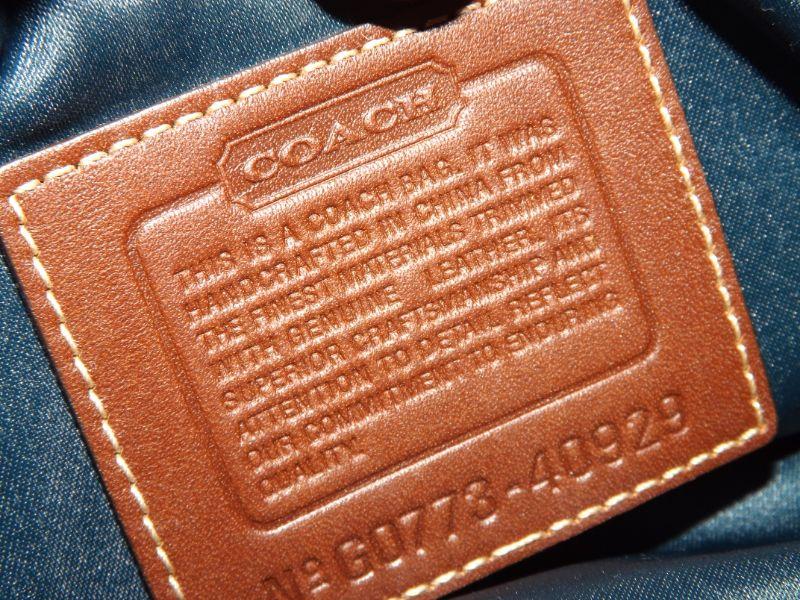 COACH
THIS IS A COACH BAG. IT WAS
HANDCRAFTED IN CHINA FROM
THE FINEST MATERIALS TRIMMED
WITH GENUINE LEATHER. ITS
SUPERIOR CRAFTSMANSHIP AND
ATTENTION TO DETAIL REFLECT
OUR COMMITMENT TO ENDURING
QUALITY.
Nº G0773-40929